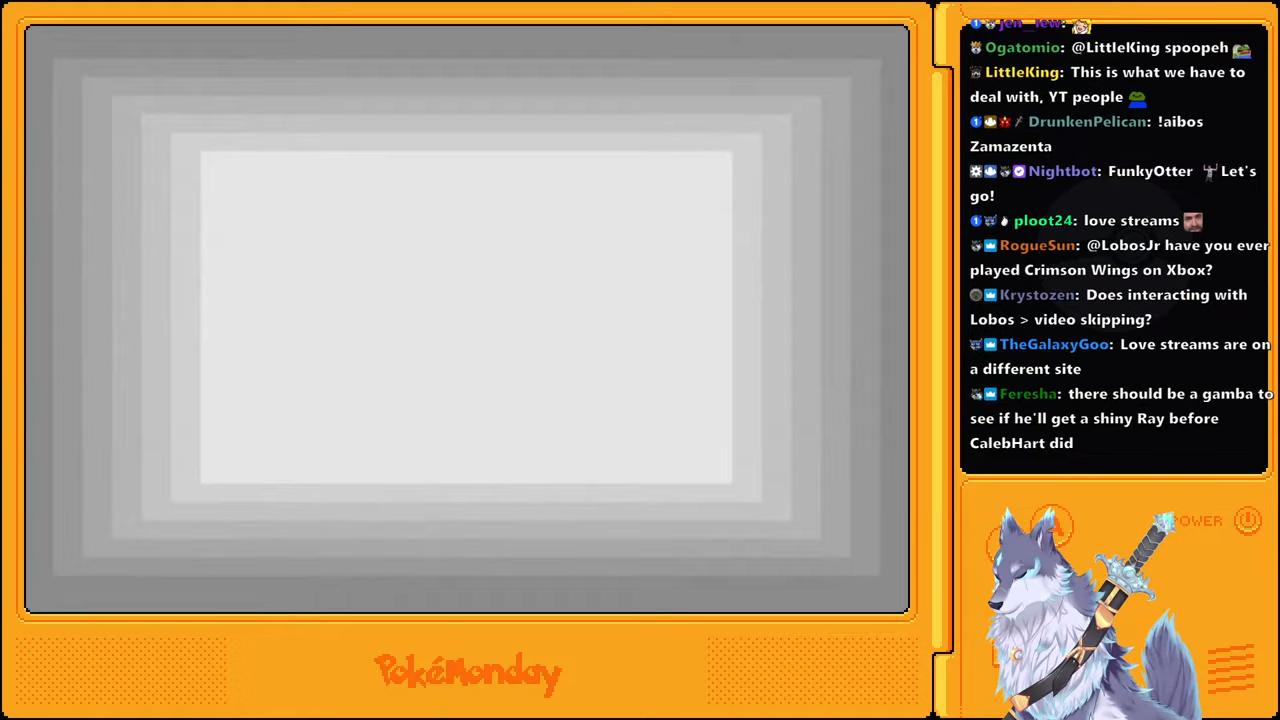 jen__lew:
Ogatomio: @LittleKing spoopeh
LittleKing: This is what we have to
deal with, YT people
DrunkenPelican: !aibos
Zamazenta
Nightbot: FunkyOtter Let's
go!
ploot24: love streams
RogueSun: @LobosJr have you ever
played Crimson Wings on Xbox?
Krystozen: Does interacting with
Lobos > video skipping?
TheGalaxyGoo: Love streams are on
a different site
Feresha: there should be a gamba to
see if he'll get a shiny Ray before
CalebHart did
POWER
PokéMonday